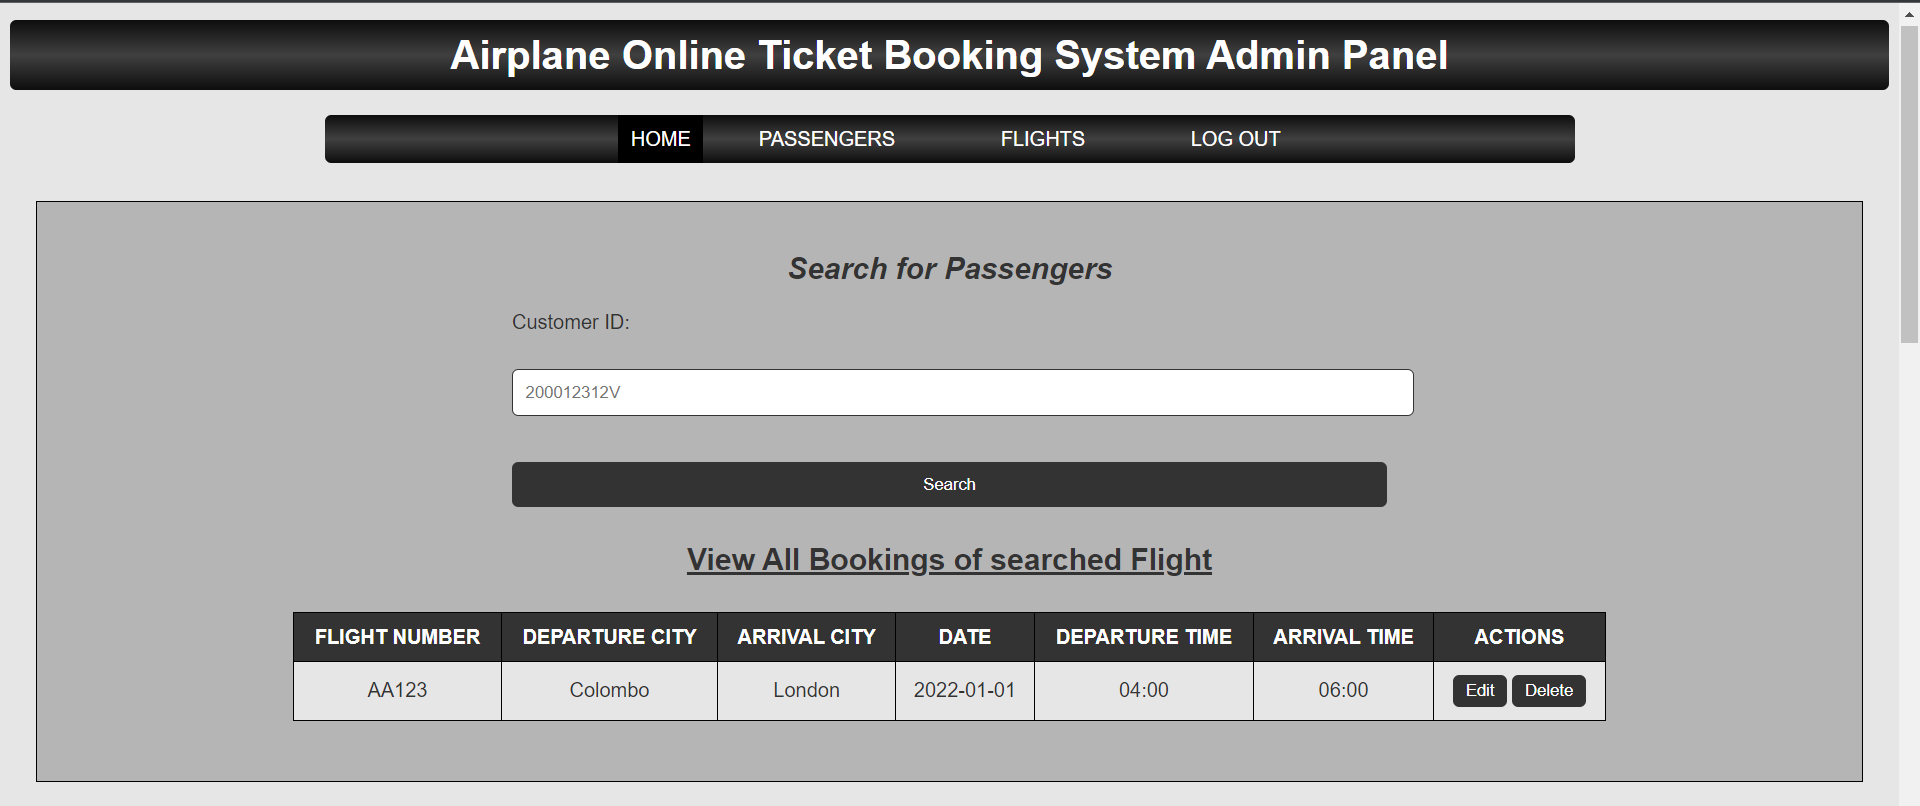 Airplane Online Ticket Booking System Admin Panel
HOME PASSENGERS FLIGHTS LOG OUT
Search for Passengers
Customer ID:
200012312V
Search
View All Bookings of searched Flight
FLIGHT NUMBER DEPARTURE CITY ARRIVAL CITY DATE DEPARTURE TIME ARRIVAL TIME ACTIONS
AA123 Colombo London 2022-01-01 04:00 06:00 Edit Delete